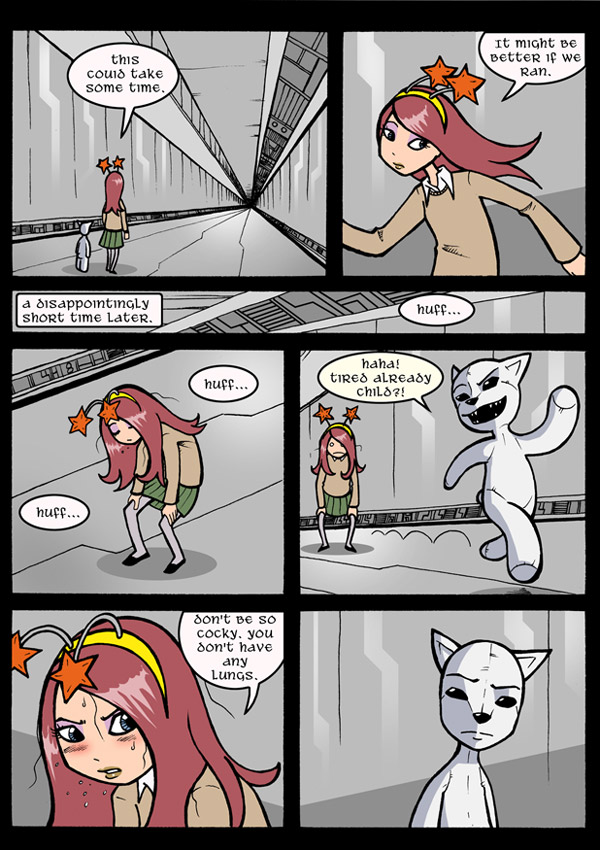 this
could take
some time.
It might be
better if we
ran.
a disappointingly
short time later.
huff...
huff...
huff...
haha!
tired already
child?!
don't be so
cocky. you
don't have
any
lungs.